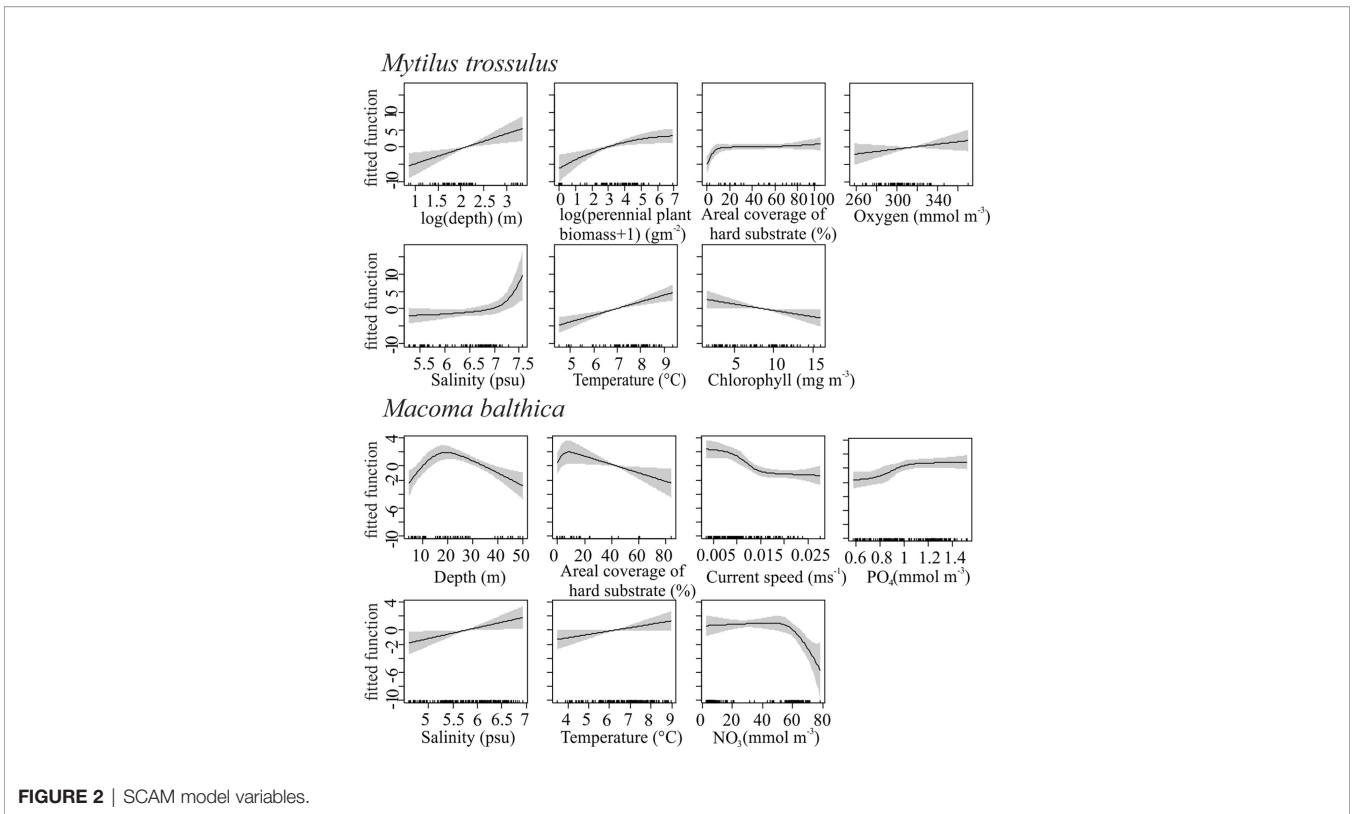 Mytilus trossulus
fitted function
-10 0 5 10
1 1.5 2 2.5 3
log(depth) (m)
0 1 2 3 4 5 6 7
log(perennial plant
biomass+1) (gm-2)
0 20 40 60 80 100
Areal coverage of
hard substrate (%)
260 300 340
Oxygen (mmol m-3)
fitted function
-10 0 5 10
5.5 6 6.5 7 7.5
Salinity (psu)
5 6 7 8 9
Temperature (°C)
5 10 15
Chlorophyll (mg m-3)
Macoma balthica
fitted function
-10 -6 -2 0 4
10 20 30 40 50
Depth (m)
0 20 40 60 80
Areal coverage of
hard substrate (%)
0.005 0.015 0.025
Current speed (ms-1)
0.6 0.8 1 1.2 1.4
PO4(mmol m-3)
fitted function
-10 -6 -2 0 4
5 5.5 6 6.5 7
Salinity (psu)
4 5 6 7 8 9
Temperature (°C)
0 20 40 60 80
NO3(mmol m-3)
FIGURE 2 | SCAM model variables.